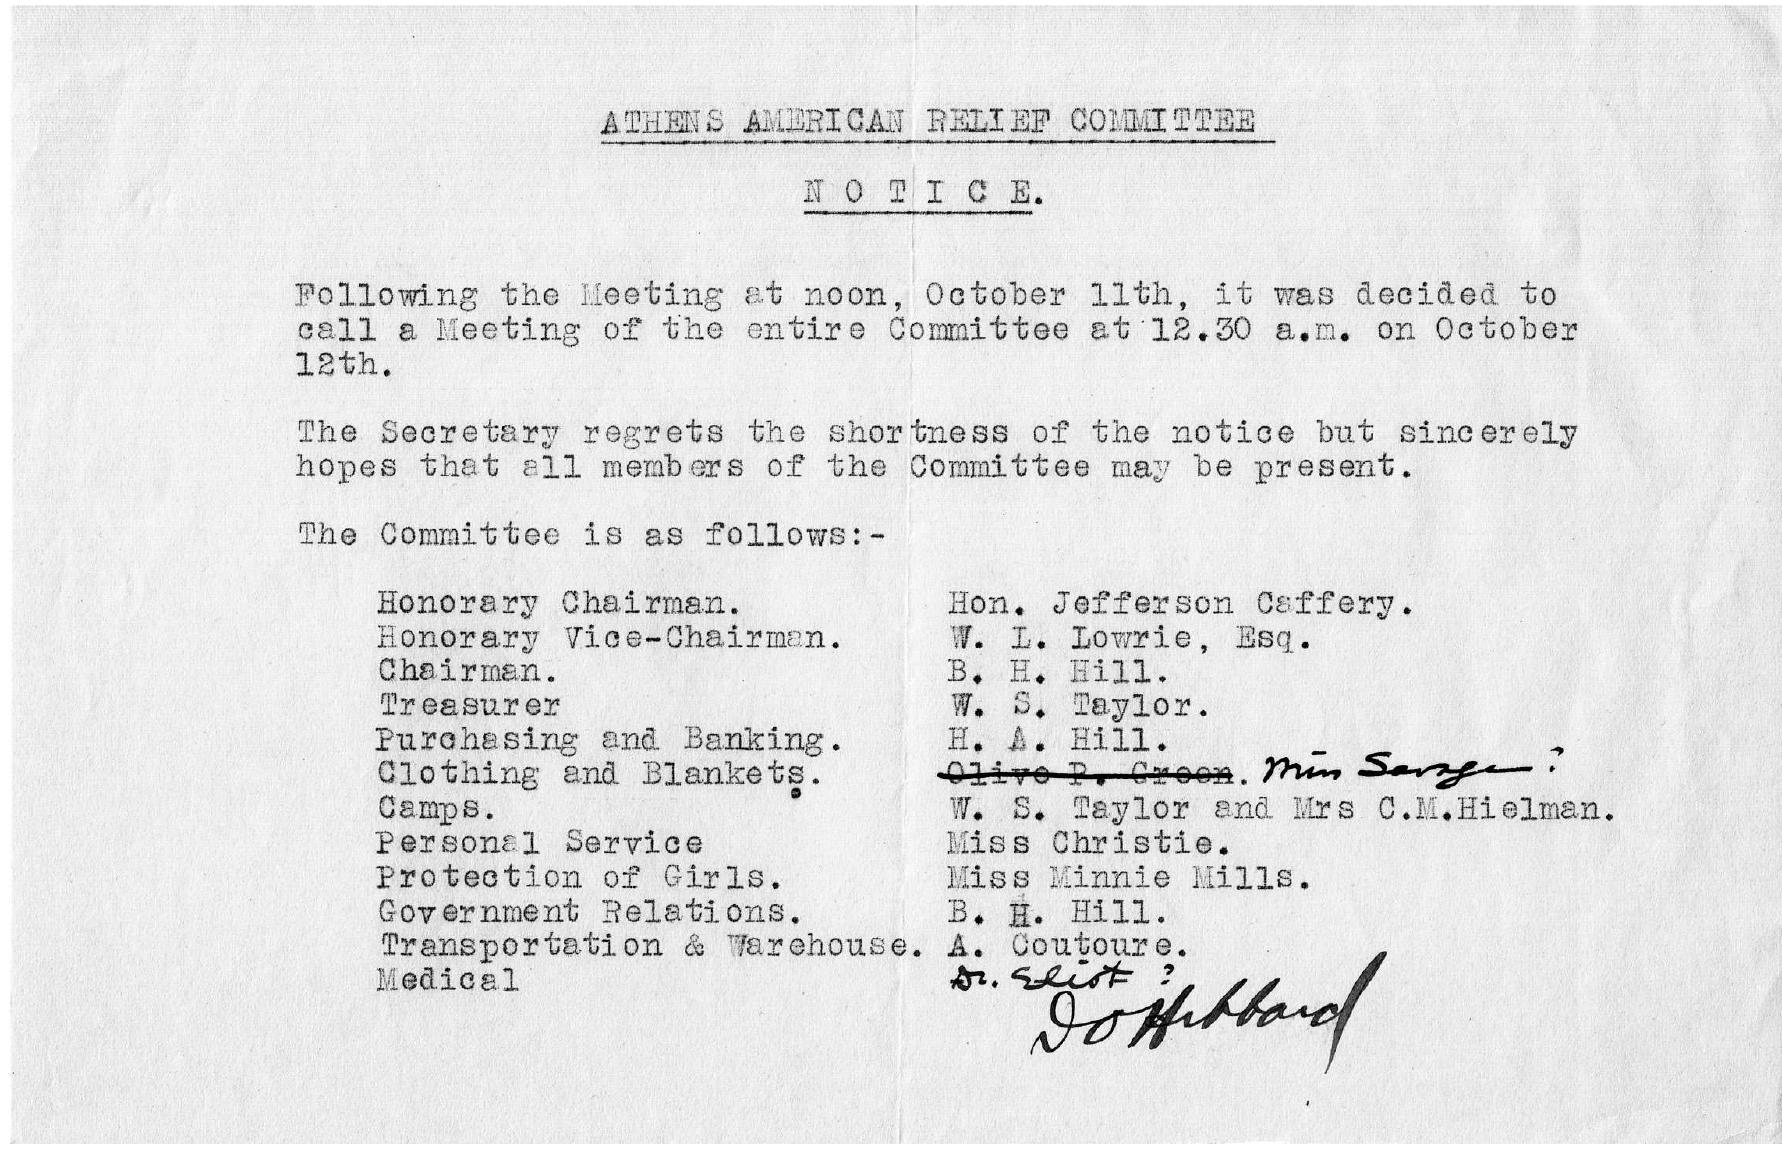 ATHENS AMERICAN RELIEF COMMITTEE
N O T I C E.
Following the Meeting at noon, October 11th, it was decided to
call a Meeting of the entire Committee at 12.30 a.m. on October
12th.
The Secretary regrets the shortness of the notice but sincerely
hopes that all members of the Committee may be present.
The Committee is as follows:-
Honorary Chairman. Hon. Jefferson Caffery.
Honorary Vice-Chairman. W. L. Lowrie, Esq.
Chairman. B. H. Hill.
Treasurer W. S. Taylor.
Purchasing and Banking. H. A. Hill.
Clothing and Blankets. Olive P. Green. Miss Savage ?
Camps. W. S. Taylor and Mrs C.M.Hielman.
Personal Service Miss Christie.
Protection of Girls. Miss Minnie Mills.
Government Relations. B. H. Hill.
Transportation & Warehouse. A. Coutoure.
Medical Dr. Eliot ?
DO Hibbard